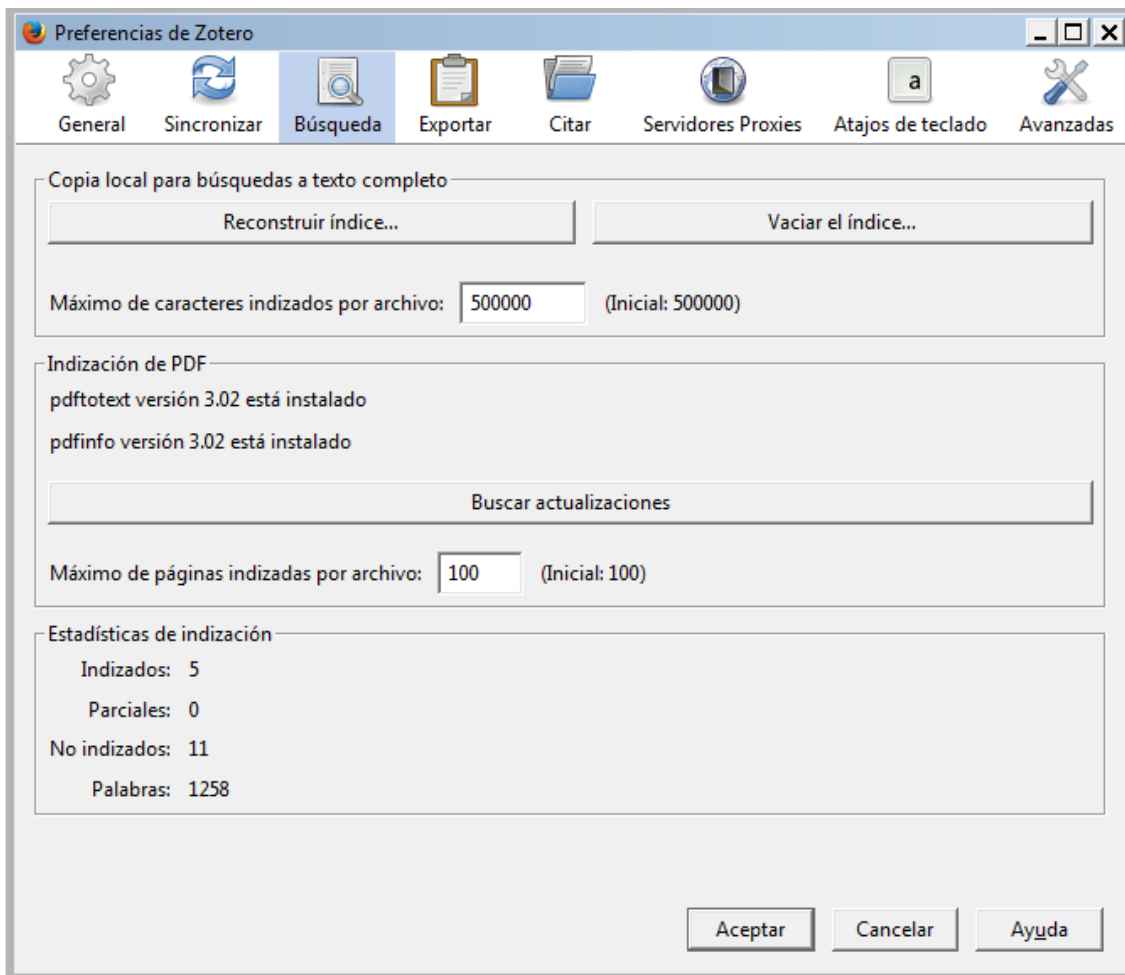 Preferencias de Zotero
a
General Sincronizar Búsqueda Exportar Citar Servidores Proxies Atajos de teclado Avanzadas
Copia local para búsquedas a texto completo
Reconstruir índice... Vaciar el índice...
Máximo de caracteres indizados por archivo: 500000 (Inicial: 500000)
Indización de PDF
pdftotext versión 3.02 está instalado
pdfinfo versión 3.02 está instalado
Buscar actualizaciones
Máximo de páginas indizadas por archivo: 100 (Inicial: 100)
Estadísticas de indización
Indizados: 5
Parciales: 0
No indizados: 11
Palabras: 1258
Aceptar Cancelar Ayuda